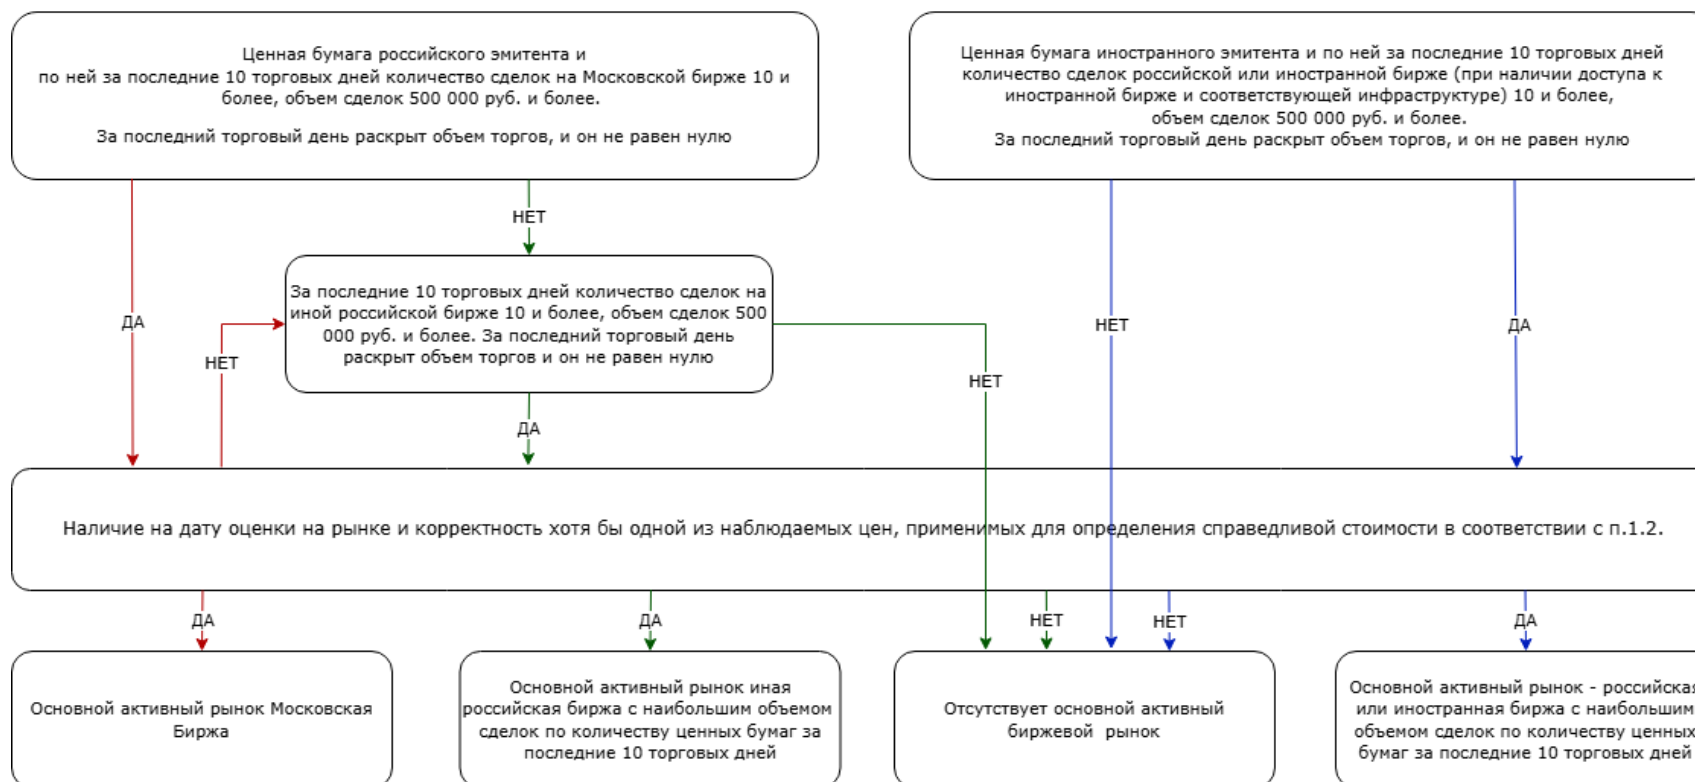 Ценная бумага российского эмитента и
по ней за последние 10 торговых дней количество сделок на Московской бирже 10 и
более, объем сделок 500 000 руб. и более.
За последний торговый день раскрыт объем торгов, и он не равен нулю
Ценная бумага иностранного эмитента и по ней за последние 10 торговых дней
количество сделок российской или иностранной бирже (при наличии доступа к
иностранной бирже и соответствующей инфраструктуре) 10 и более,
объем сделок 500 000 руб. и более.
За последний торговый день раскрыт объем торгов, и он не равен нулю
НЕТ
За последние 10 торговых дней количество сделок на
иной российской бирже 10 и более, объем сделок 500
000 руб. и более. За последний торговый день
раскрыт объем торгов и он не равен нулю
ДА
НЕТ
НЕТ
НЕТ
ДА
ДА
Наличие на дату оценки на рынке и корректность хотя бы одной из наблюдаемых цен, применимых для определения справедливой стоимости в соответствии с п.1.2.
ДА
ДА
НЕТ
НЕТ
ДА
Основной активный рынок Московская
Биржа
Основной активный рынок иная
российская биржа с наибольшим объемом
сделок по количеству ценных бумаг за
последние 10 торговых дней
Отсутствует основной активный
биржевой рынок
Основной активный рынок - российская
или иностранная биржа с наибольшим
объемом сделок по количеству ценных
бумаг за последние 10 торговых дней